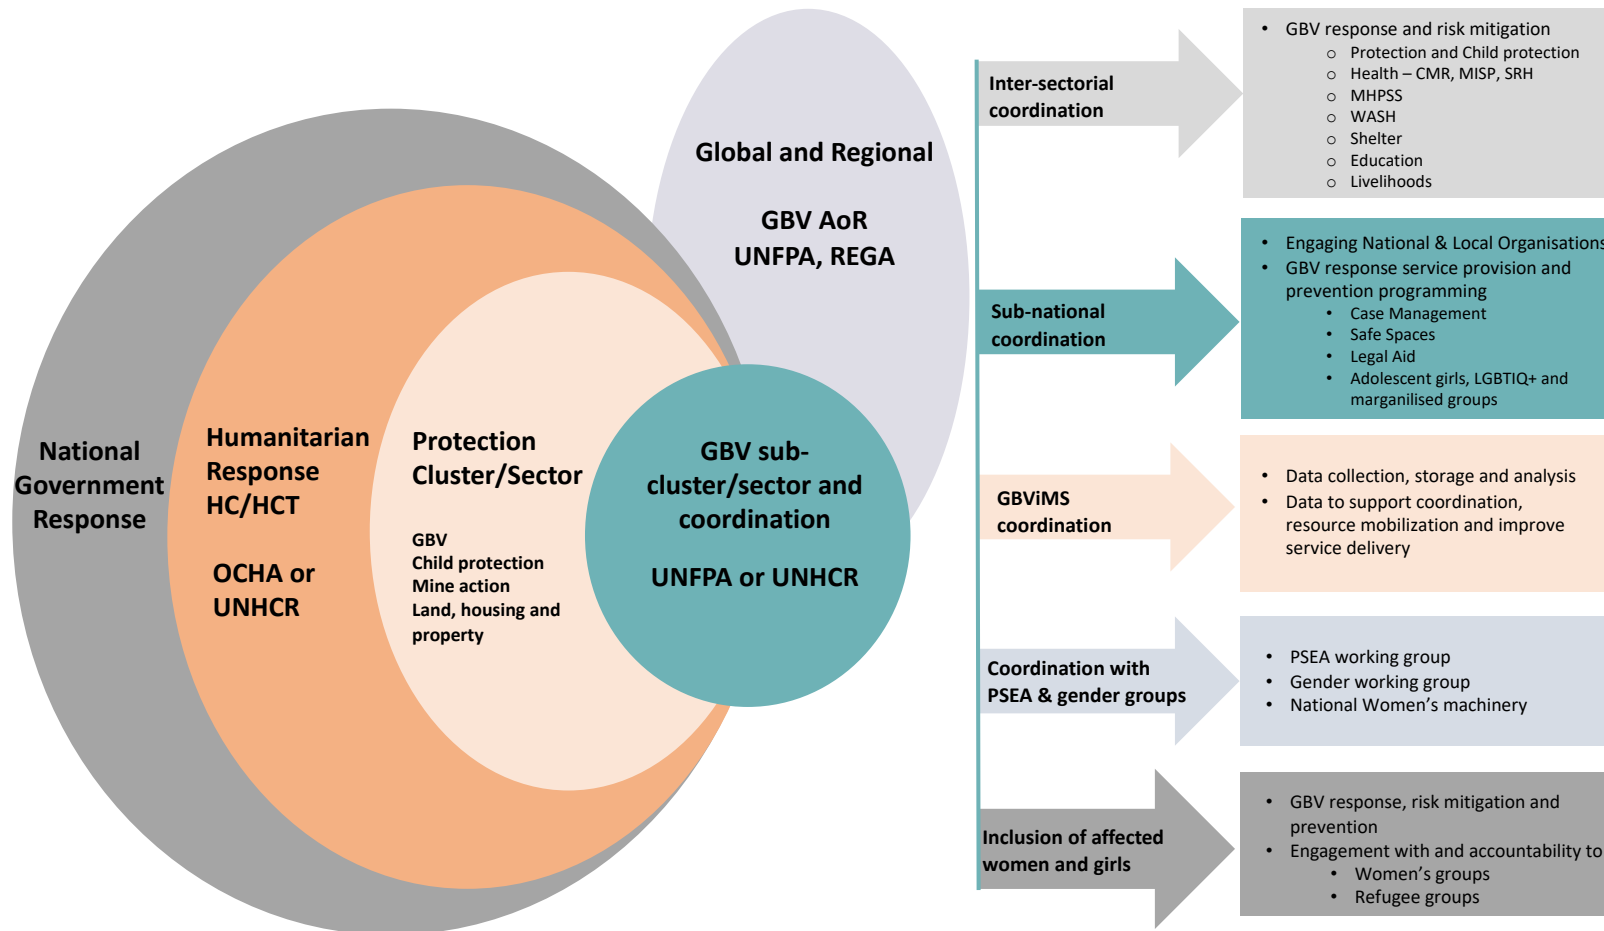 National
Government
Response
Humanitarian
Response
HC/HCT
OCHA or
UNHCR
Protection
Cluster/Sector
GBV
Child protection
Mine action
Land, housing and
property
GBV sub-
cluster/sector and
coordination
UNFPA or UNHCR
Global and Regional
GBV AoR
UNFPA, REGA
Inter-sectorial
coordination
• GBV response and risk mitigation
o Protection and Child protection
o Health – CMR, MISP, SRH
o MHPSS
o WASH
o Shelter
o Education
o Livelihoods
Sub-national
coordination
• Engaging National & Local Organisations
• GBV response service provision and
prevention programming
• Case Management
• Safe Spaces
• Legal Aid
• Adolescent girls, LGBTIQ+ and
marganilised groups
GBViMS
coordination
• Data collection, storage and analysis
• Data to support coordination,
resource mobilization and improve
service delivery
Coordination with
PSEA & gender groups
• PSEA working group
• Gender working group
• National Women’s machinery
Inclusion of affected
women and girls
• GBV response, risk mitigation and
prevention
• Engagement with and accountability to
• Women’s groups
• Refugee groups